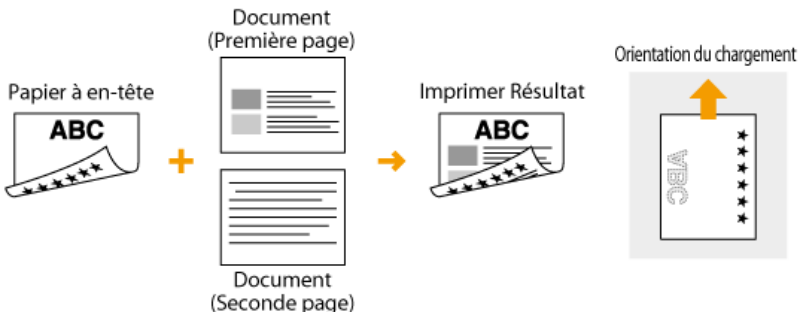 Document
(Première page)
Papier à en-tête
ABC
Imprimer Résultat
ABC
Orientation du chargement
ABC
Document
(Seconde page)